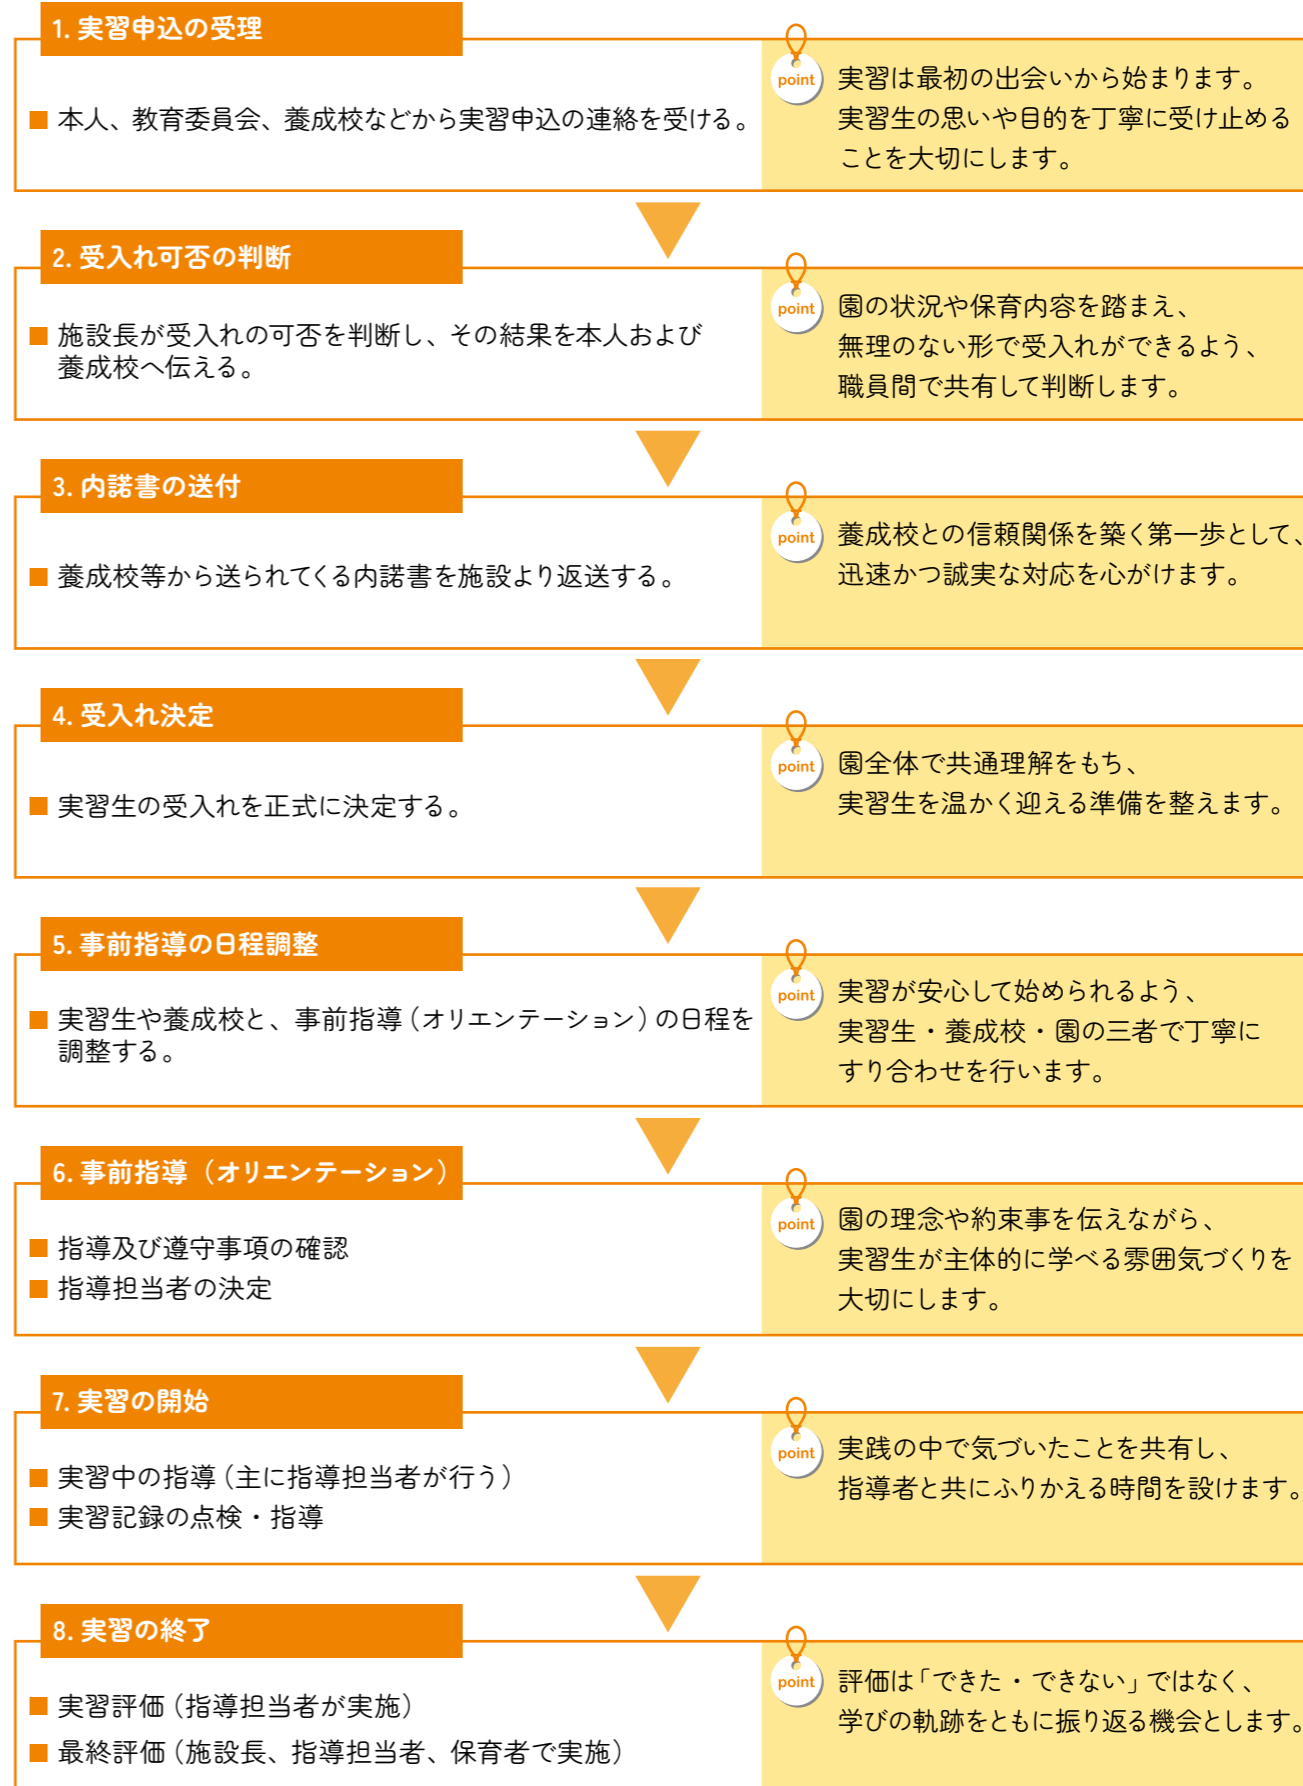 1. 実習申込の受理
■ 本人、教育委員会、養成校などから実習申込の連絡を受ける。
point
実習は最初の出会いから始まります。
実習生の思いや目的を丁寧に受け止める
ことを大切にします。
2. 受入れ可否の判断
■ 施設長が受入れの可否を判断し、その結果を本人および
養成校へ伝える。
point
園の状況や保育内容を踏まえ、
無理のない形で受入れができるよう、
職員間で共有して判断します。
3. 内諾書の送付
■ 養成校等から送られてくる内諾書を施設より返送する。
point
養成校との信頼関係を築く第一歩として、
迅速かつ誠実な対応を心がけます。
4. 受入れ決定
■ 実習生の受入れを正式に決定する。
point
園全体で共通理解をもち、
実習生を温かく迎える準備を整えます。
5. 事前指導の日程調整
■ 実習生や養成校と、事前指導（オリエンテーション）の日程を
調整する。
point
実習が安心して始められるよう、
実習生・養成校・園の三者で丁寧に
すり合わせを行います。
6. 事前指導（オリエンテーション）
■ 指導及び遵守事項の確認
■ 指導担当者の決定
point
園の理念や約束事を伝えながら、
実習生が主体的に学べる雰囲気づくりを
大切にします。
7. 実習の開始
■ 実習中の指導（主に指導担当者が行う）
■ 実習記録の点検・指導
point
実践の中で気づいたことを共有し、
指導者と共にふりかえる時間を設けます。
8. 実習の終了
■ 実習評価（指導担当者が実施）
■ 最終評価（施設長、指導担当者、保育者で実施）
point
評価は「できた・できない」ではなく、
学びの軌跡をともに振り返る機会とします。